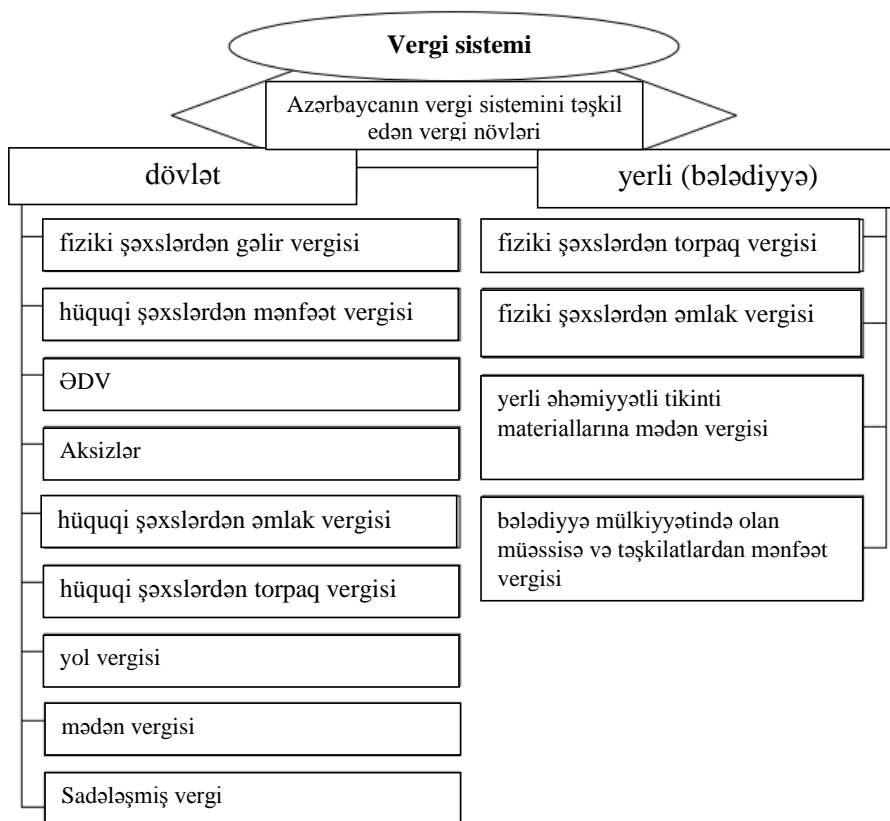 Vergi sistemi
Azərbaycanın vergi sistemini təşkil
edən vergi növləri
dövlət
fiziki şəxslərdən gəlir vergisi
hüquqi şəxslərdən mənfəət vergisi
ƏDV
Aksizlər
hüquqi şəxslərdən əmlak vergisi
hüquqi şəxslərdən torpaq vergisi
yol vergisi
mədən vergisi
Sadələşmiş vergi
yerli (bələdiyyə)
fiziki şəxslərdən torpaq vergisi
fiziki şəxslərdən əmlak vergisi
yerli əhəmiyyətli tikinti
materiallarına mədən vergisi
bələdiyyə mülkiyyətində olan
müəssisə və təşkilatlardan mənfəət
vergisi